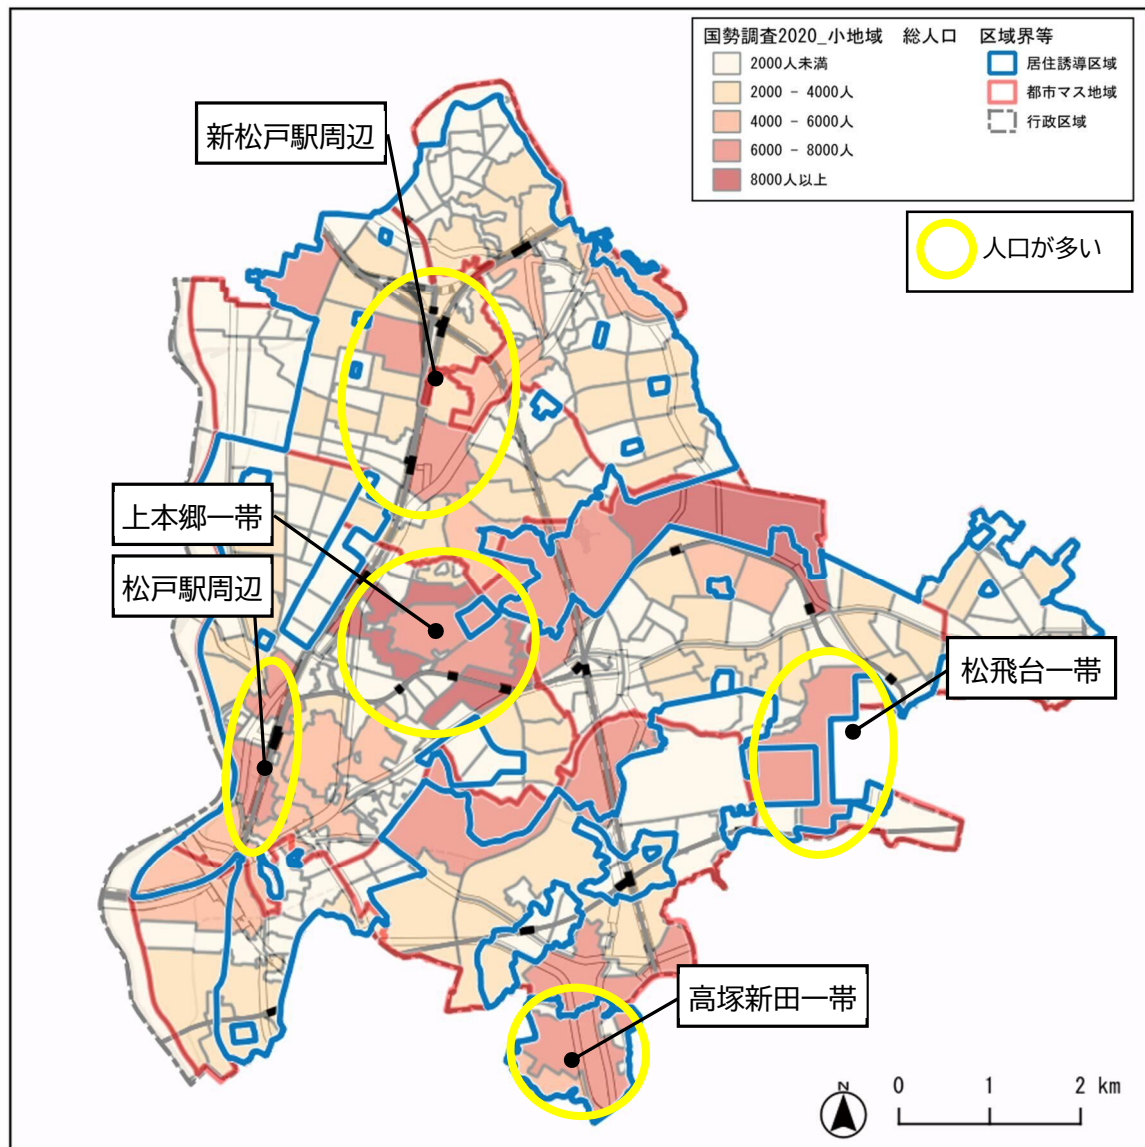 国勢調査2020_小地域 総人口 区域界等
2000人未満
2000 - 4000人
4000 - 6000人
6000 - 8000人
8000人以上
居住誘導区域
都市マス地域
行政区域
人口が多い
新松戸駅周辺
上本郷一帯
松戸駅周辺
松飛台一帯
高塚新田一帯
N
0 1 2 km